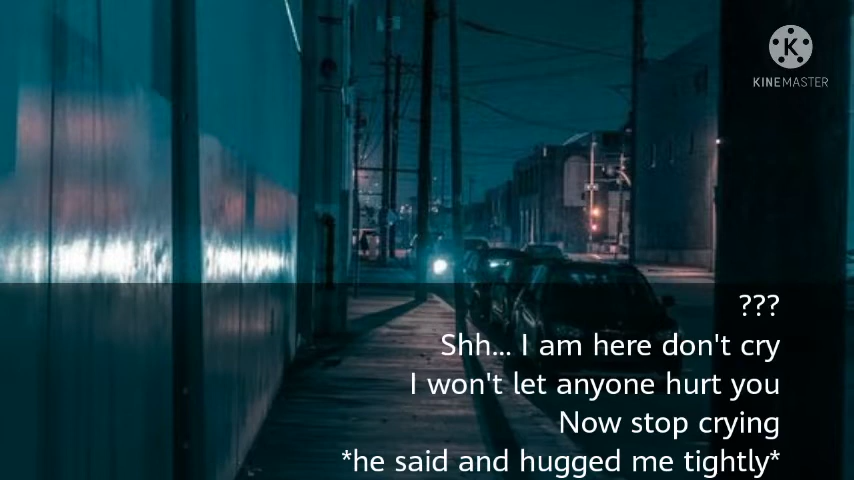 K
KINEMASTER
???
Shh... I am here don't cry
I won't let anyone hurt you
Now stop crying
*he said and hugged me tightly*